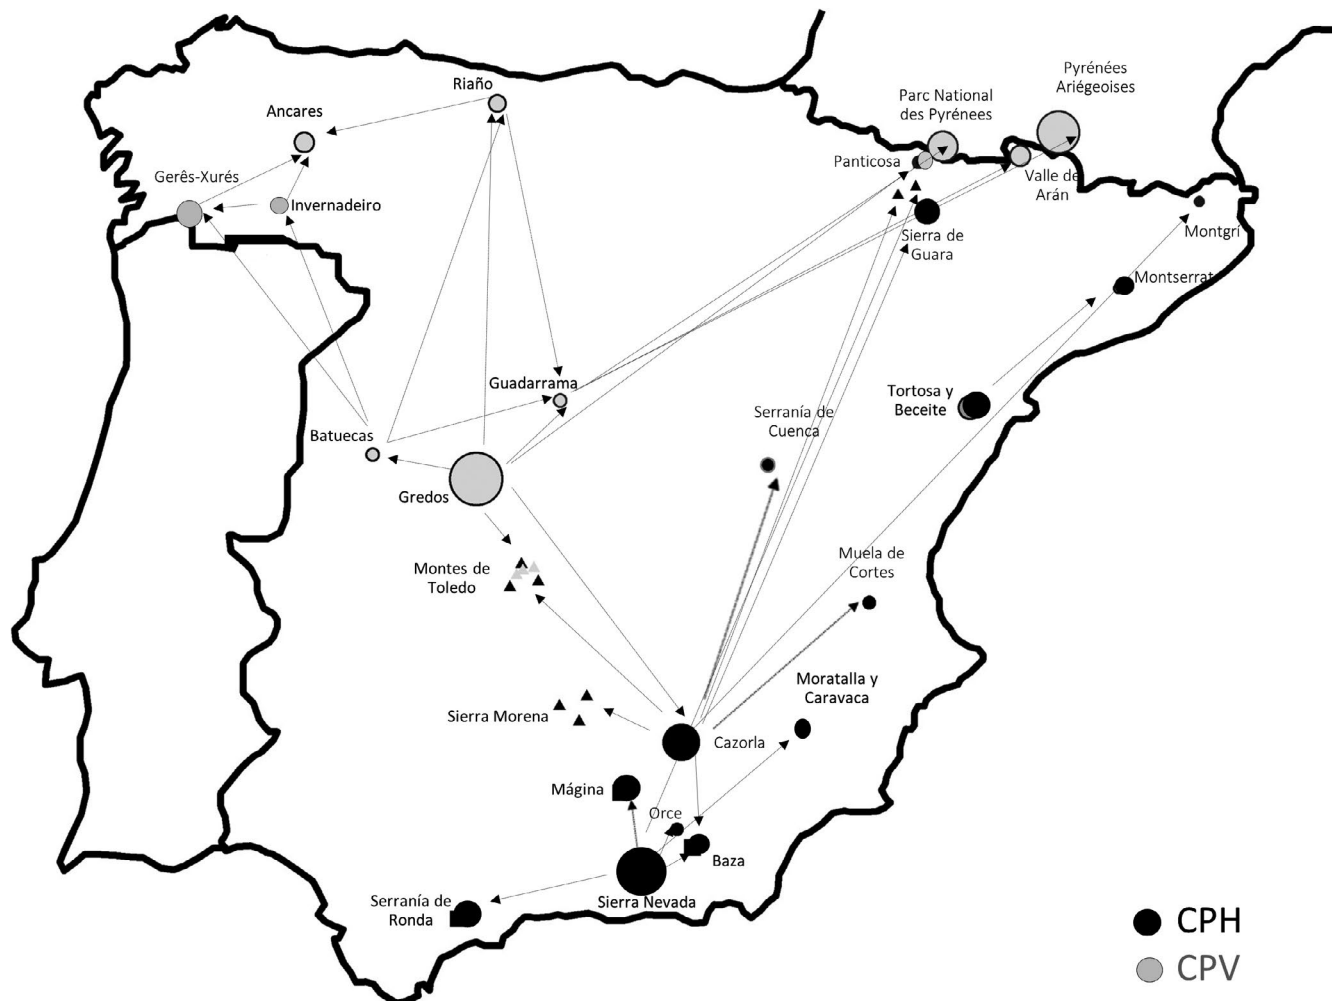 Pyrénées
Ariégeoises
Riaño
Parc National
des Pyrénees
Ancares
Panticosa
Gerês-Xurés
Valle de
Arán
Invernadeiro
Montgrí
Sierra de
Guara
Montserrat
Guadarrama
Tortosa y
Beceite
Serranía de
Cuenca
Batuecas
Gredos
Muela de
Cortes
Montes de
Toledo
Moratalla y
Caravaca
Sierra Morena
Cazorla
Mágina
Orce
Baza
Serranía de
Ronda
Sierra Nevada
CPH
CPV